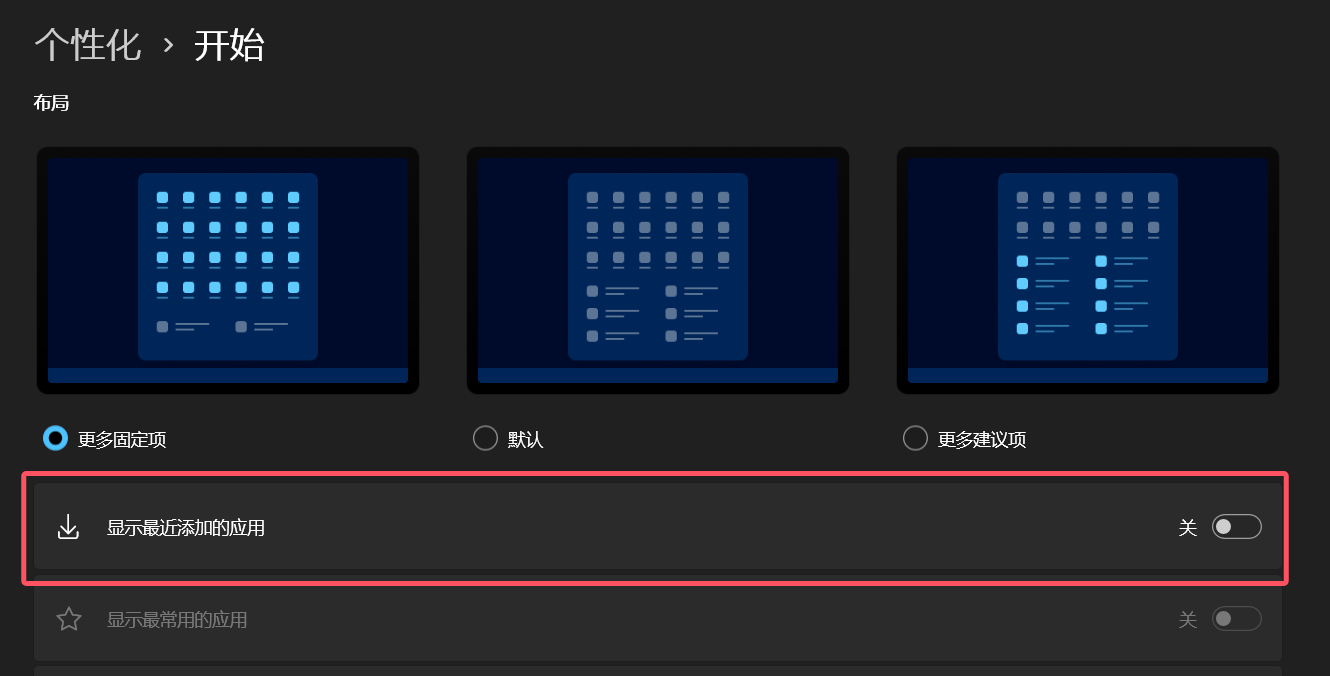 个性化 › 开始
布局
更多固定项
默认
更多建议项
显示最近添加的应用 关
显示最常用的应用 关